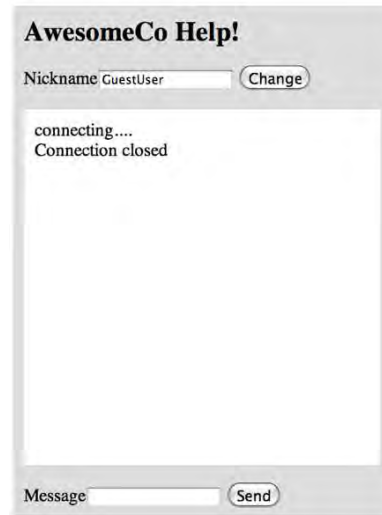 AwesomeCo Help!
Nickname GuestUser Change
connecting....
Connection closed
Message Send